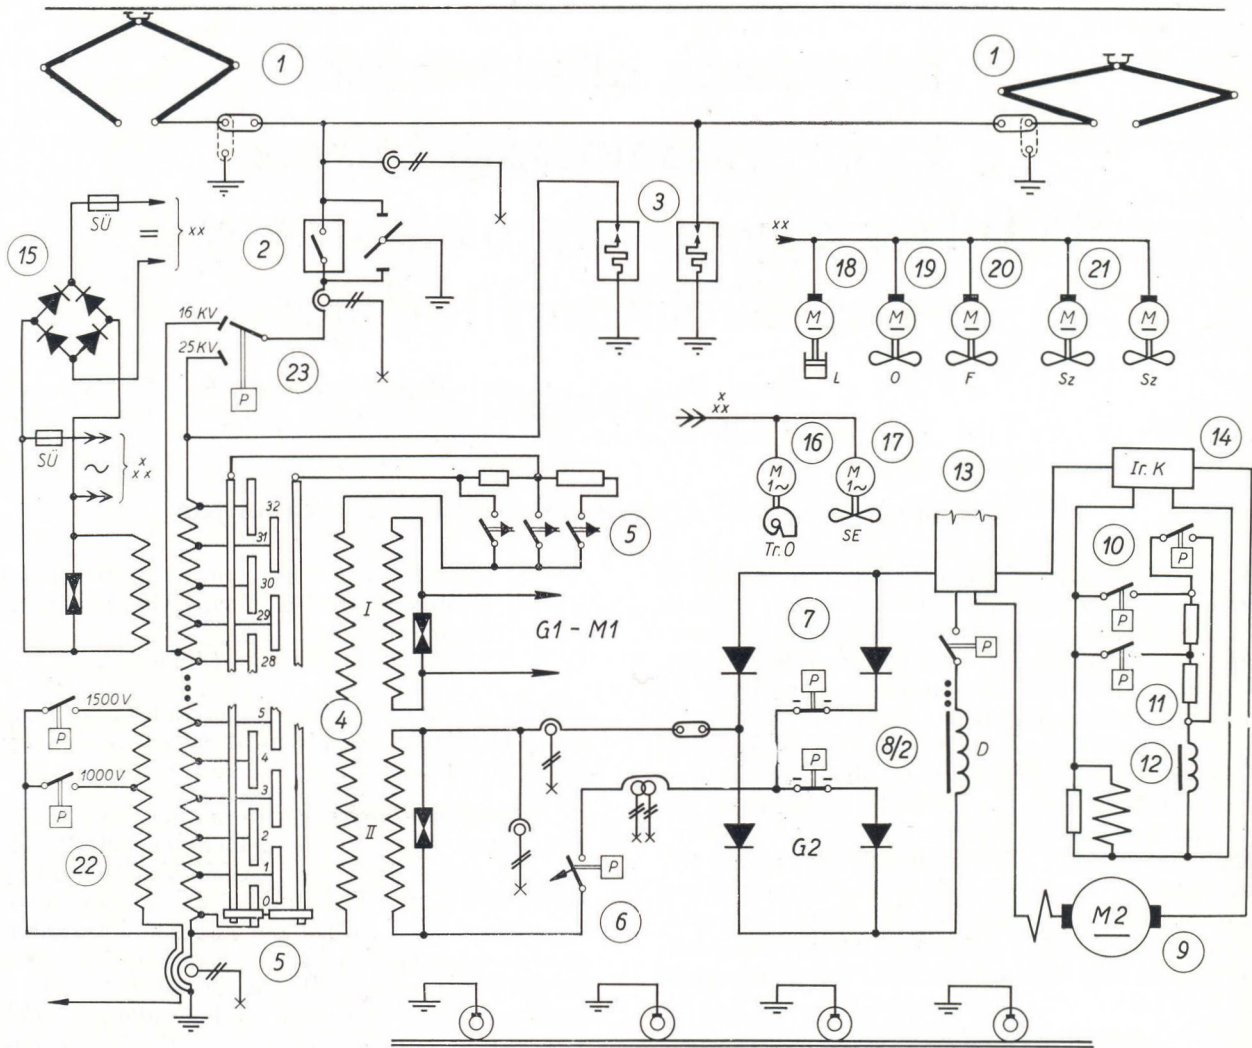 1
1
3
2
SÜ
=
xx
15
16 KV
25 KV
23
P
xx
18
19
20
21
M
M
M
M
M
L
O
F
Sz
Sz
SÜ
~
x
xx
x
xx
16
17
M
1~
M
1~
Tr. O
SE
13
14
Ir. K
32
31
30
29
28
5
I
G1 - M1
7
P
P
10
P
P
P
11
12
1500 V
P
1000 V
P
22
5
4
3
2
1
0
4
II
P
8/2
D
G2
P
6
5
M2
9